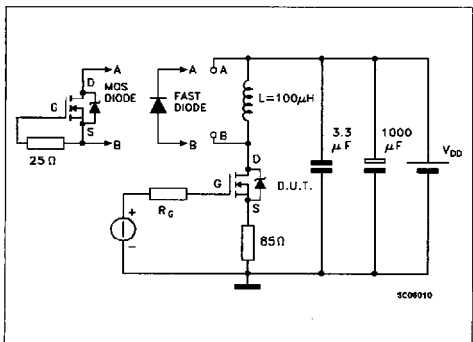 A
D MOS
DIODE
G
S
25Ω
B
A
FAST
DIODE
B
A
L=100µH
B
D
G
S
D.U.T.
RG
+
-
85Ω
3.3
µF
1000
µF
VDD
SC06010